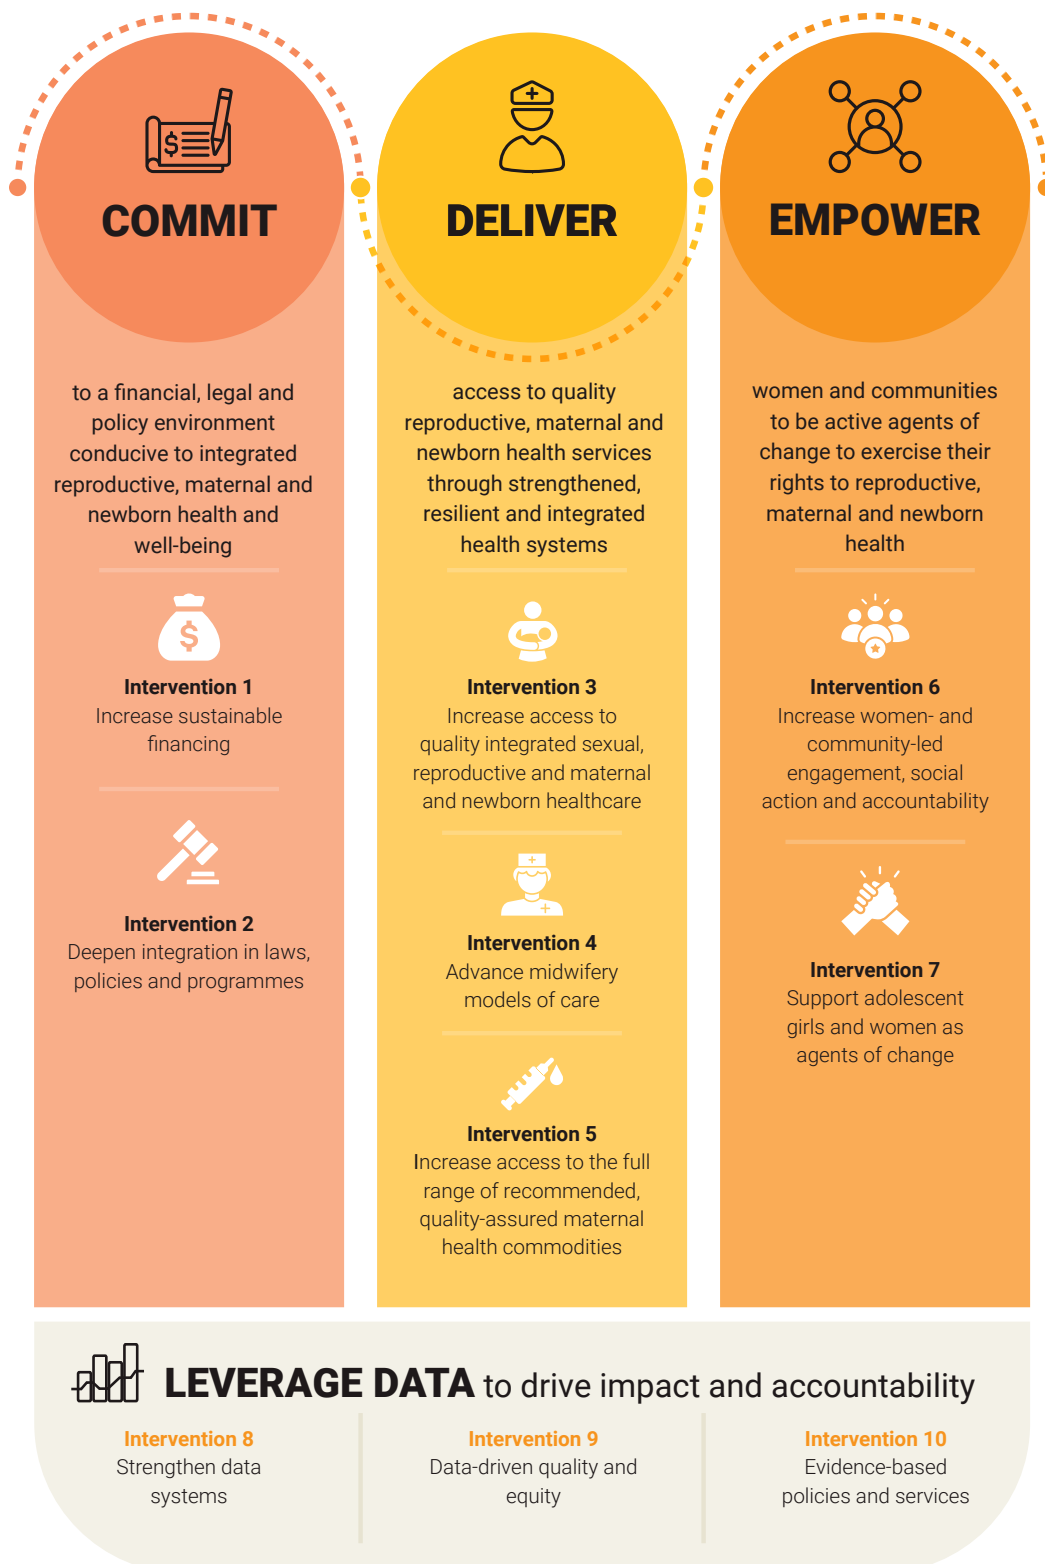 COMMIT
to a financial, legal and
policy environment
conducive to integrated
reproductive, maternal and
newborn health and
well-being
$
Intervention 1
Increase sustainable
financing
Intervention 2
Deepen integration in laws,
policies and programmes
DELIVER
access to quality
reproductive, maternal and
newborn health services
through strengthened,
resilient and integrated
health systems
Intervention 3
Increase access to
quality integrated sexual,
reproductive and maternal
and newborn healthcare
Intervention 4
Advance midwifery
models of care
Intervention 5
Increase access to the full
range of recommended,
quality-assured maternal
health commodities
EMPOWER
women and communities
to be active agents of
change to exercise their
rights to reproductive,
maternal and newborn
health
Intervention 6
Increase women- and
community-led
engagement, social
action and accountability
Intervention 7
Support adolescent
girls and women as
agents of change
LEVERAGE DATA to drive impact and accountability
Intervention 8
Strengthen data
systems
Intervention 9
Data-driven quality and
equity
Intervention 10
Evidence-based
policies and services